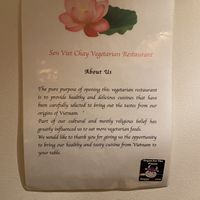 Sen Viet Chay Vegetarian Restaurant
About Us
The pure purpose of opening this vegetarian restaurant
is to provide healthy and delicious cuisines that have
been carefully selected to bring out the tastes from our
origins of Vietnam.
Part of our cultural and mostly religious belief has
greatly influenced us to eat more vegetarian foods.
We would like to thank you for giving us the opportunity
to bring our healthy and tasty cuisine from Vietnam to
your table.